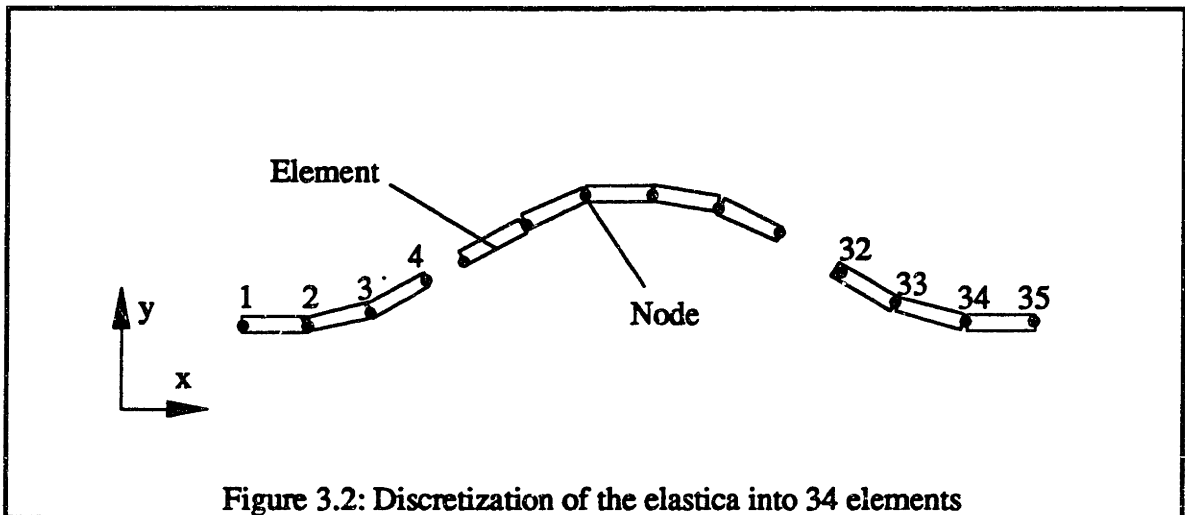 Element
1 2 3 4
32 33 34 35
Node
y
x
Figure 3.2: Discretization of the elastica into 34 elements